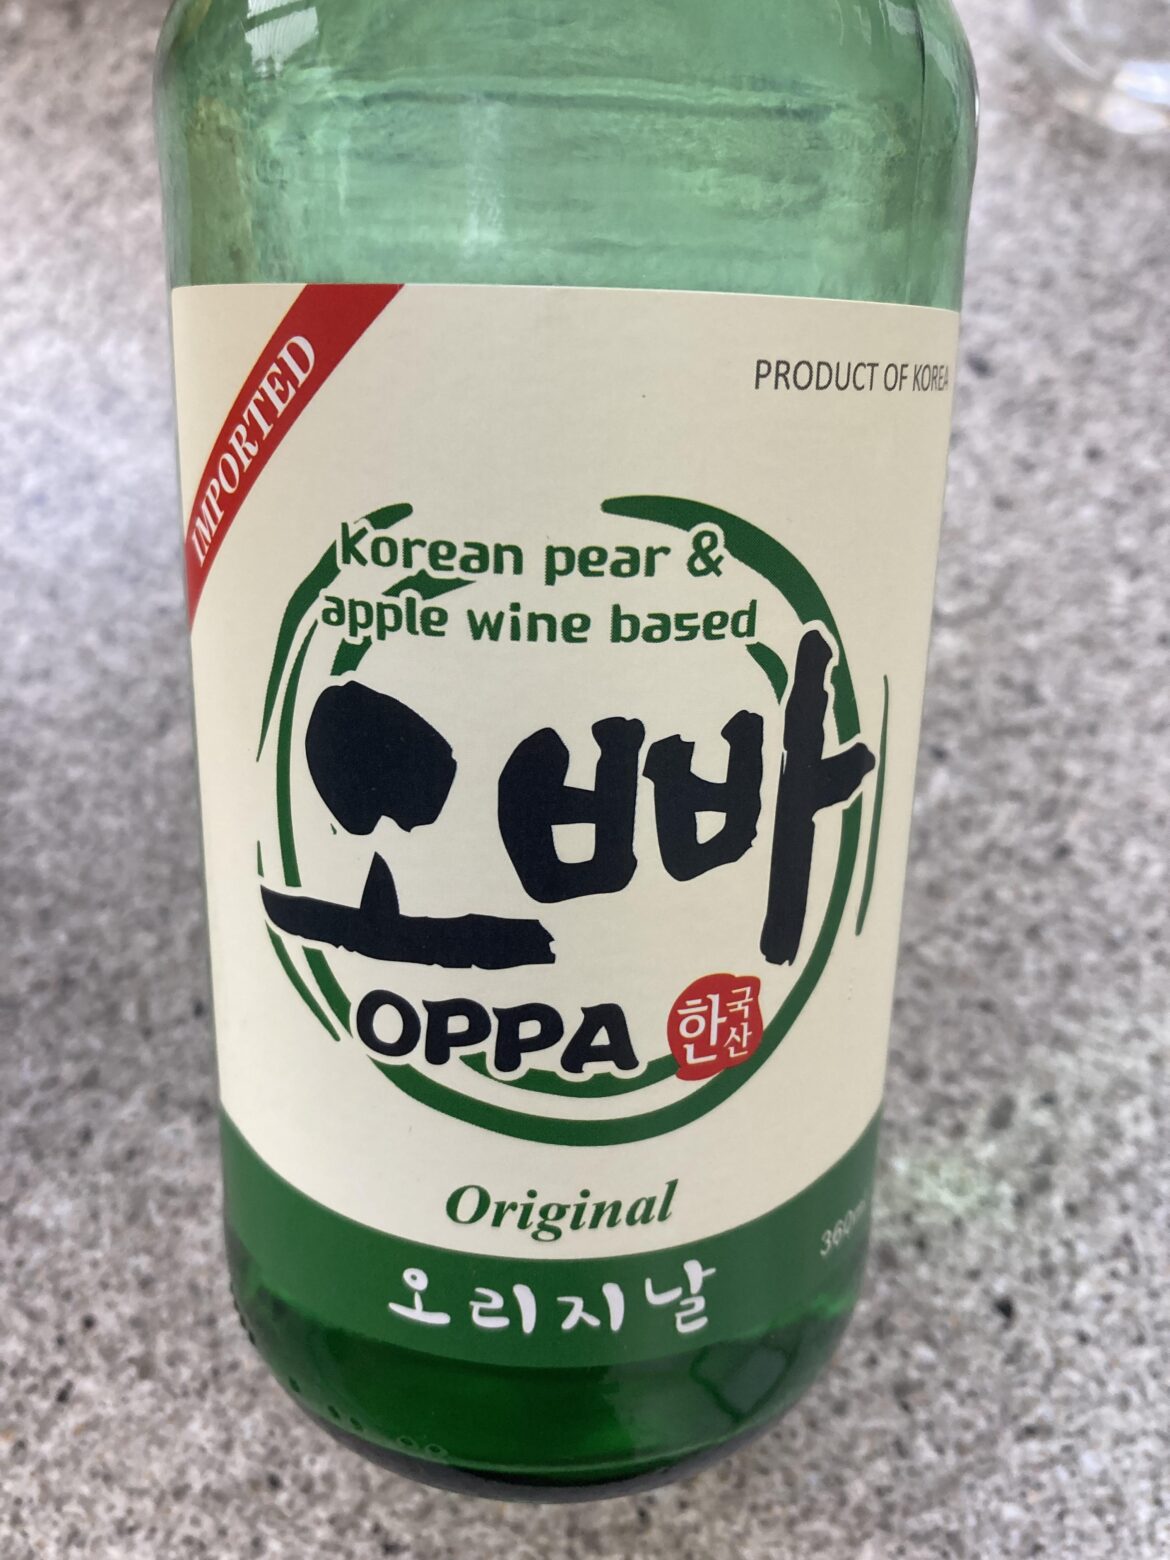 IMPORTED
PRODUCT OF KOREA
Korean pear &
apple wine based
오빠
OPPA
한국산
Original
오리지날